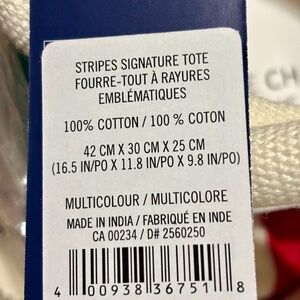 STRIPES SIGNATURE TOTE
FOURRE-TOUT À RAYURES
EMBLÉMATIQUES
100% COTTON / 100 % COTON
42 CM X 30 CM X 25 CM
(16.5 IN/PO X 11.8 IN/PO X 9.8 IN/PO)
MULTICOLOUR / MULTICOLORE
MADE IN INDIA / FABRIQUÉ EN INDE
CA 00234 / D# 2560250
4 00938 36751 8
CH